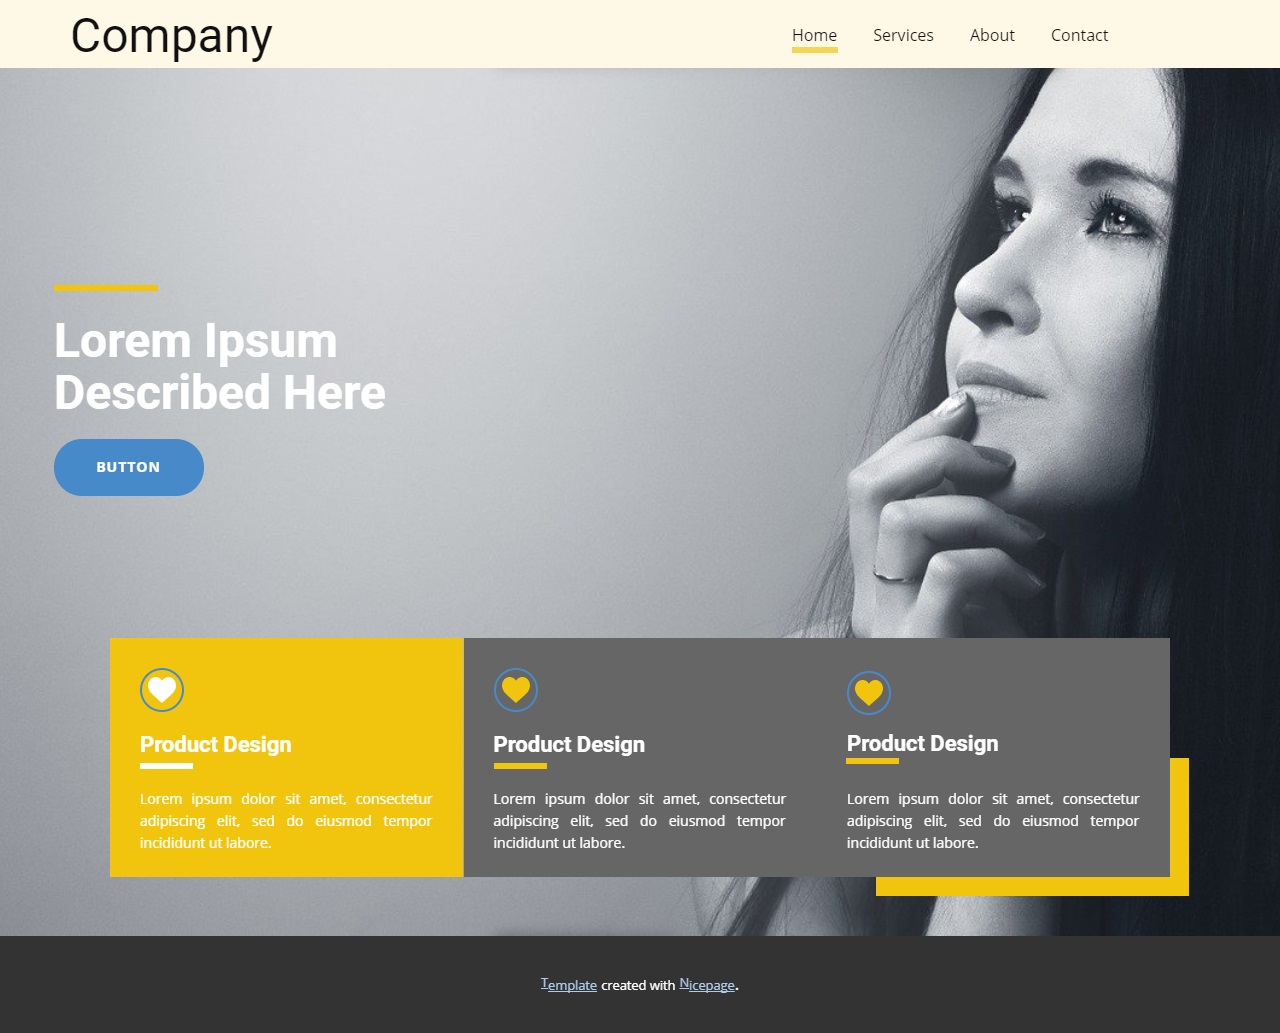 Company
Home Services About Contact
Lorem Ipsum
Described Here
BUTTON
Product Design
Lorem ipsum dolor sit amet, consectetur
adipiscing elit, sed do eiusmod tempor
incididunt ut labore.
Product Design
Lorem ipsum dolor sit amet, consectetur
adipiscing elit, sed do eiusmod tempor
incididunt ut labore.
Product Design
Lorem ipsum dolor sit amet, consectetur
adipiscing elit, sed do eiusmod tempor
incididunt ut labore.
Template created with Nicepage.